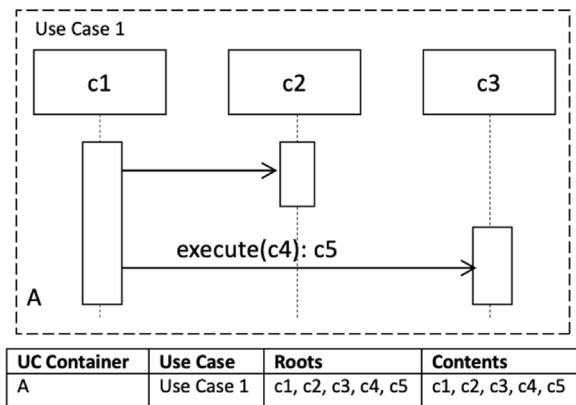 Use Case 1
c1 c2 c3
execute(c4): c5
A
UC Container Use Case Roots Contents
A Use Case 1 c1, c2, c3, c4, c5 c1, c2, c3, c4, c5